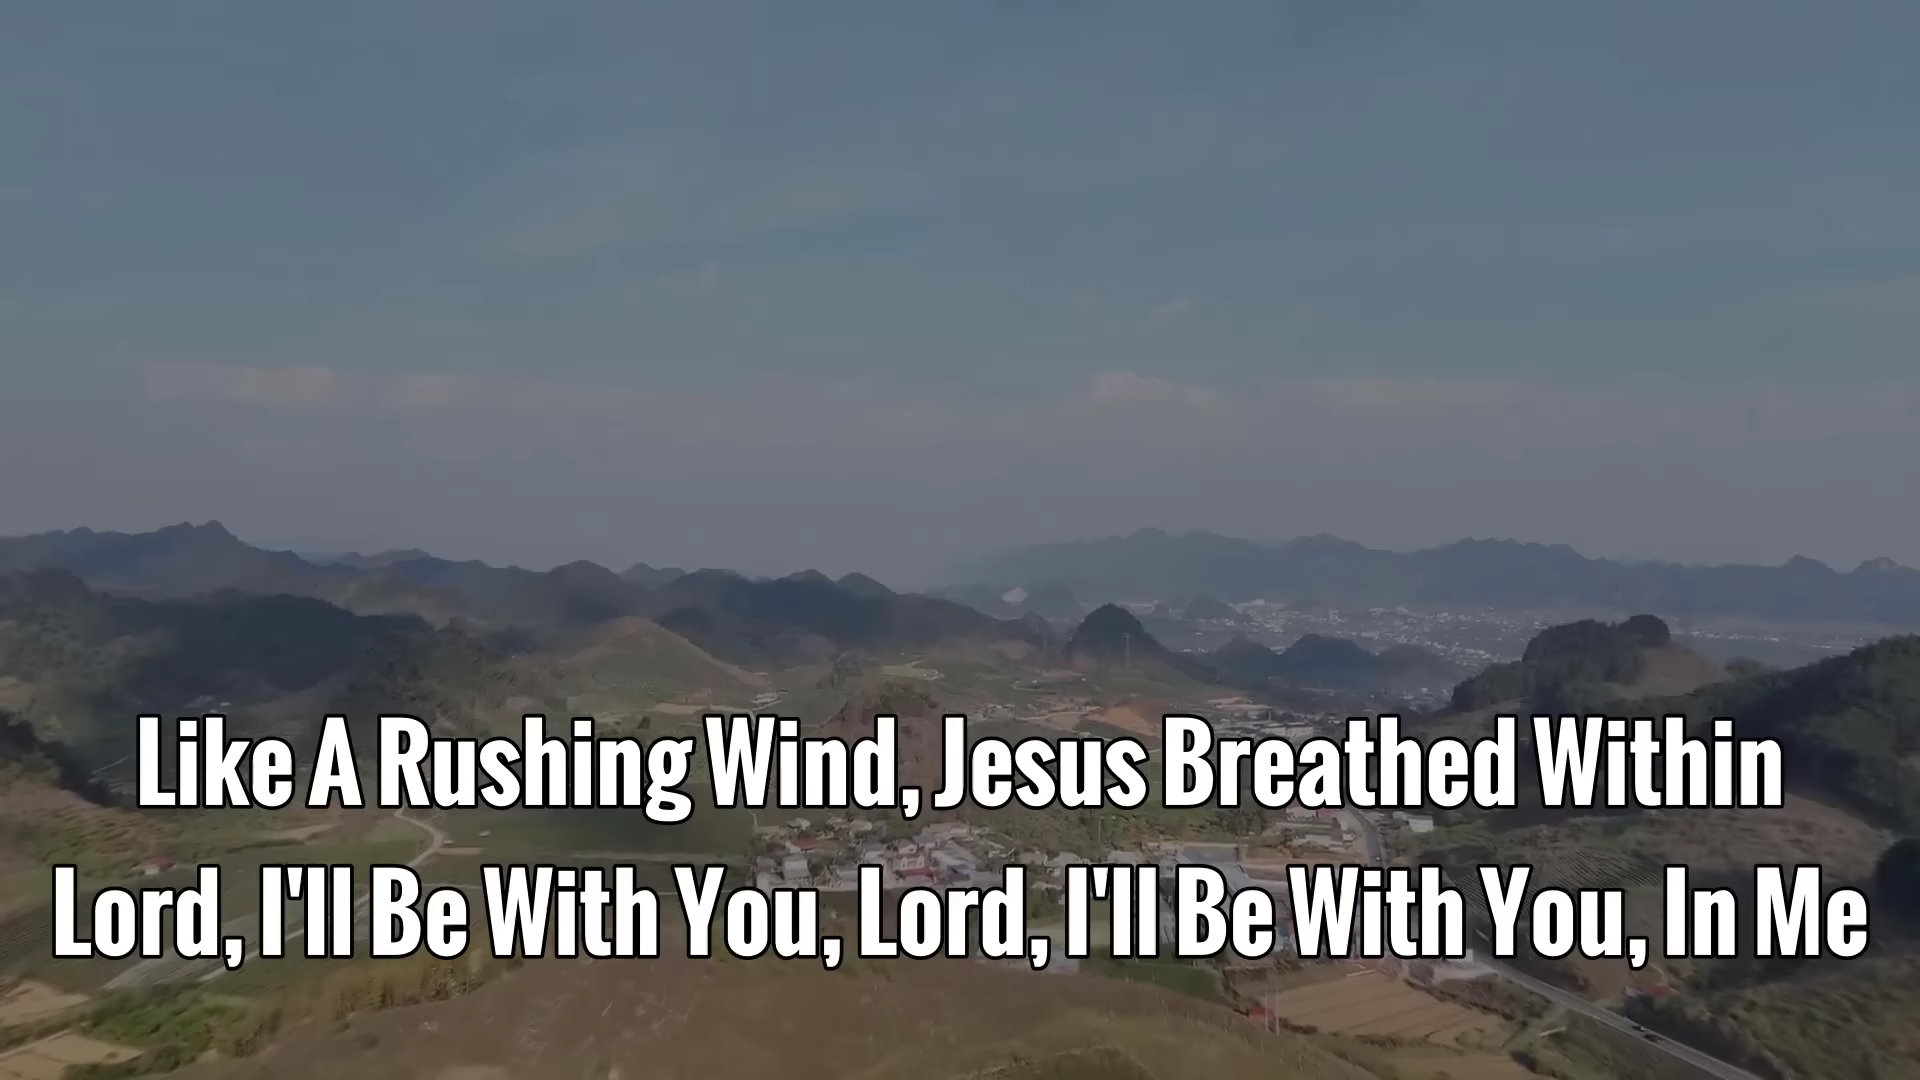 Like A Rushing Wind, Jesus Breathed Within
Lord, I'll Be With You, Lord, I'll Be With You, In Me